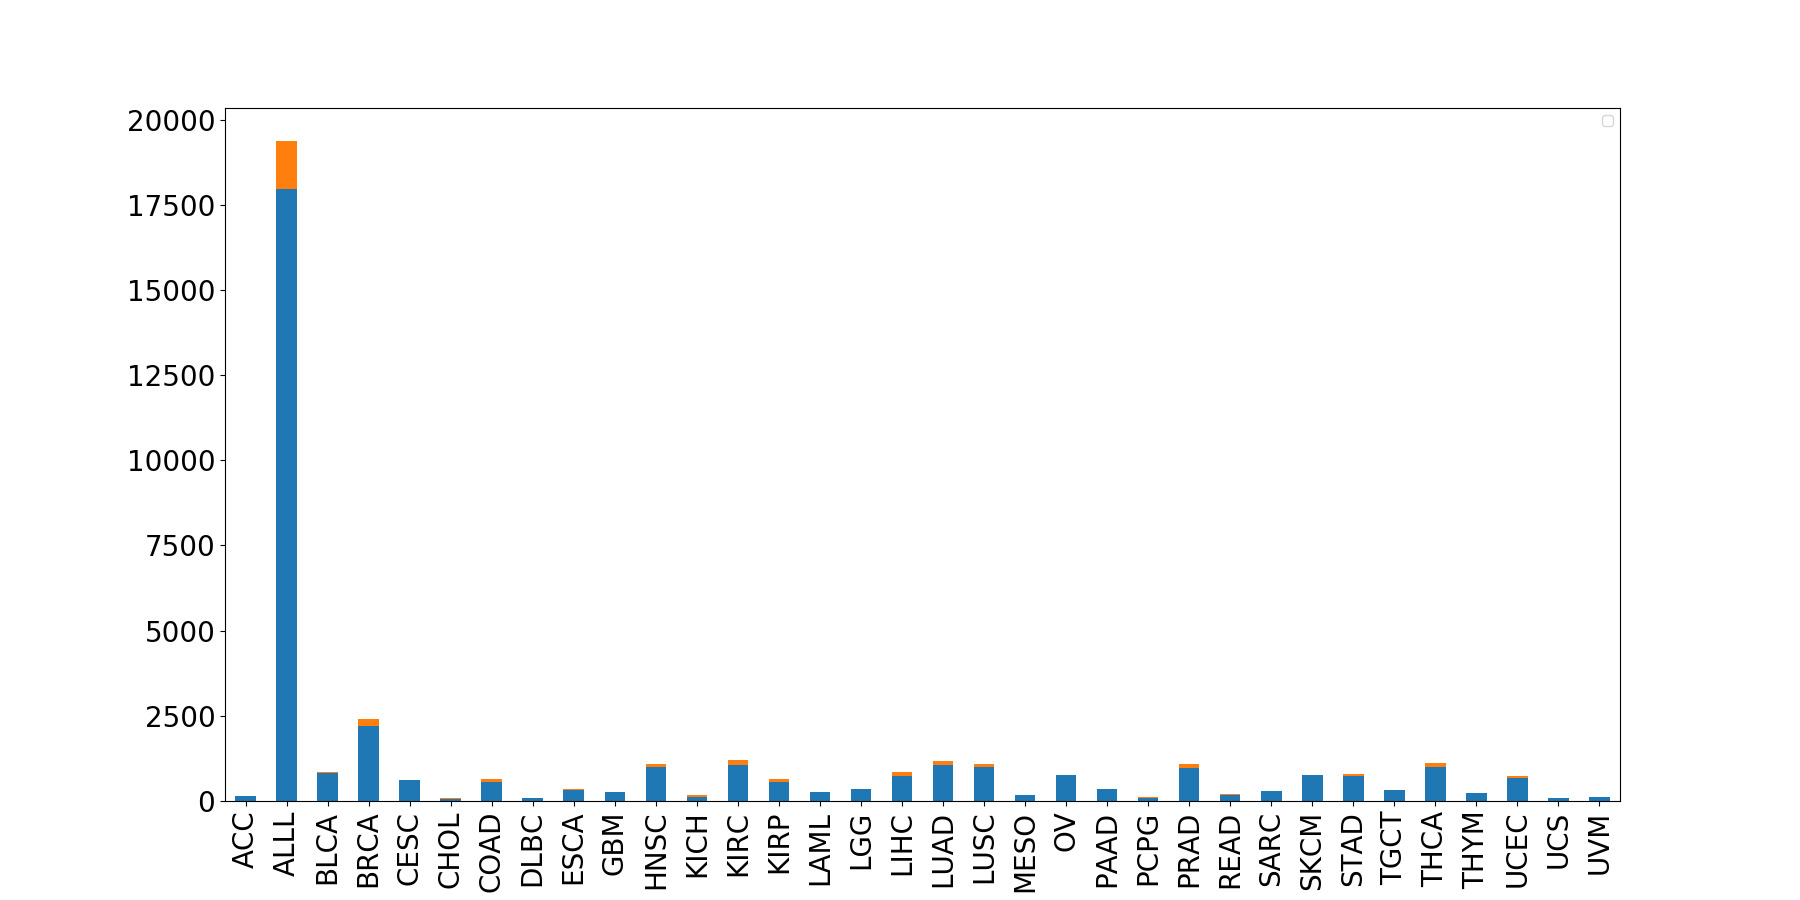 20000
17500
15000
12500
10000
7500
5000
2500
0
ACC
ALLL
BLCA
BRCA
CESC
CHOL
COAD
DLBC
ESCA
GBM
HNSC
KICH
KIRC
KIRP
LAML
LGG
LIHC
LUAD
LUSC
MESO
OV
PAAD
PCPG
PRAD
READ
SARC
SKCM
STAD
TGCT
THCA
THYM
UCEC
UCS
UVM